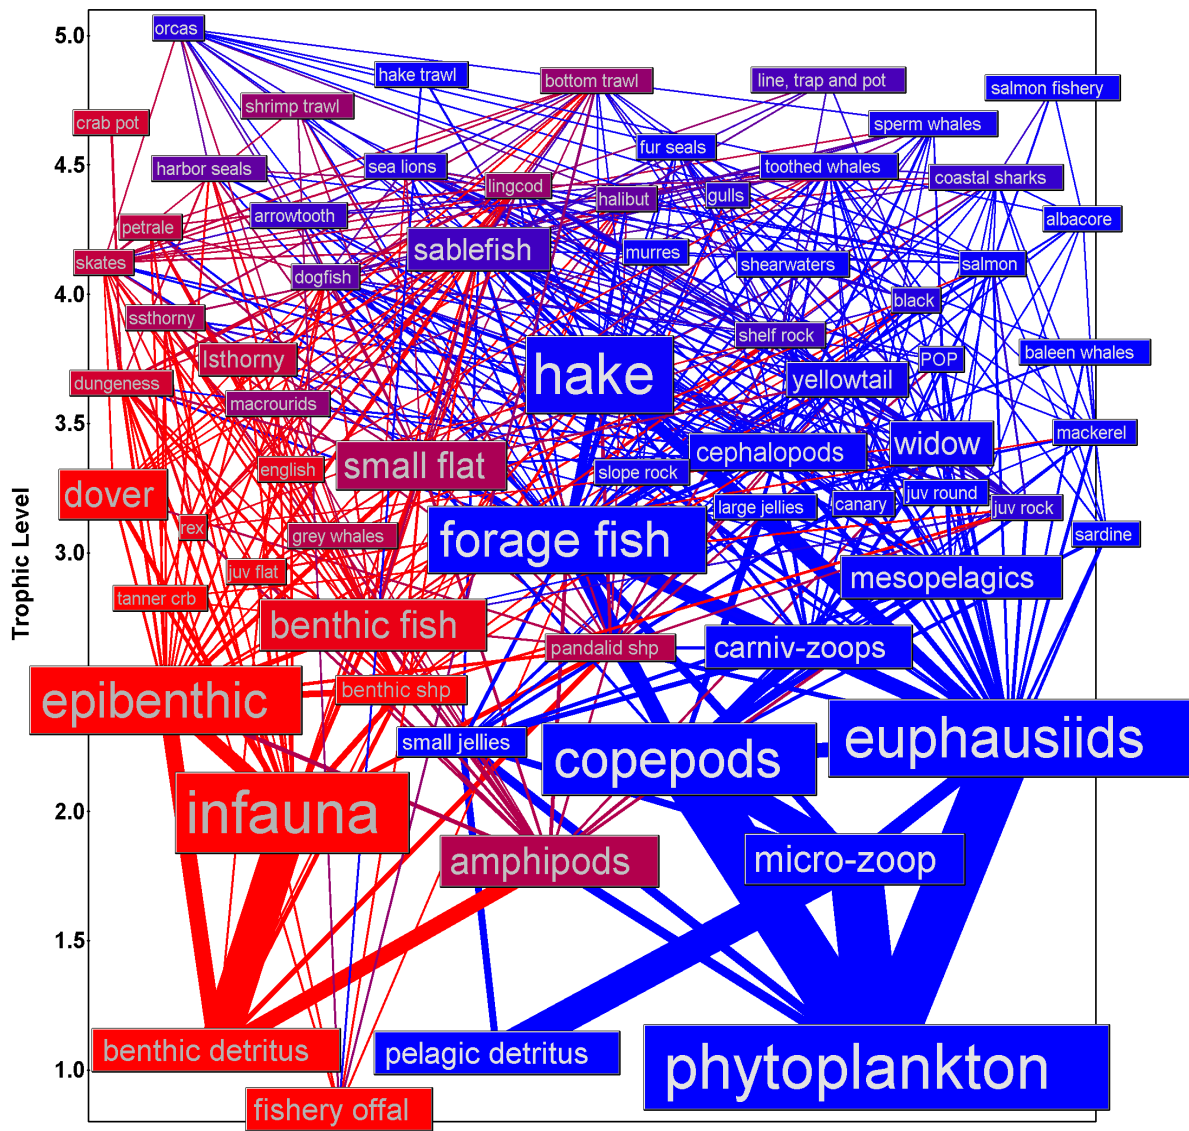 5.0
orcas
hake trawl
bottom trawl
line, trap and pot
salmon fishery
shrimp trawl
crab pot
sperm whales
4.5
harbor seals
sea lions
fur seals
toothed whales
coastal sharks
lingcod
halibut
gulls
petrale
arrowtooth
albacore
sablefish
murres
skates
dogfish
shearwaters
salmon
4.0
black
ssthorny
shelf rock
lsthorny
hake
POP
baleen whales
dungeness
yellowtail
macrourids
3.5
cephalopods
widow
mackerel
small flat
english
slope rock
dover
juv round
large jellies
canary
juv rock
rex
grey whales
forage fish
sardine
3.0
juv flat
mesopelagics
tanner crb
benthic fish
pandalid shp
carniv-zoops
Trophic Level
epibenthic
benthic shp
small jellies
copepods
euphausiids
2.5
infauna
2.0
amphipods
micro-zoop
1.5
benthic detritus
pelagic detritus
phytoplankton
1.0
fishery offal